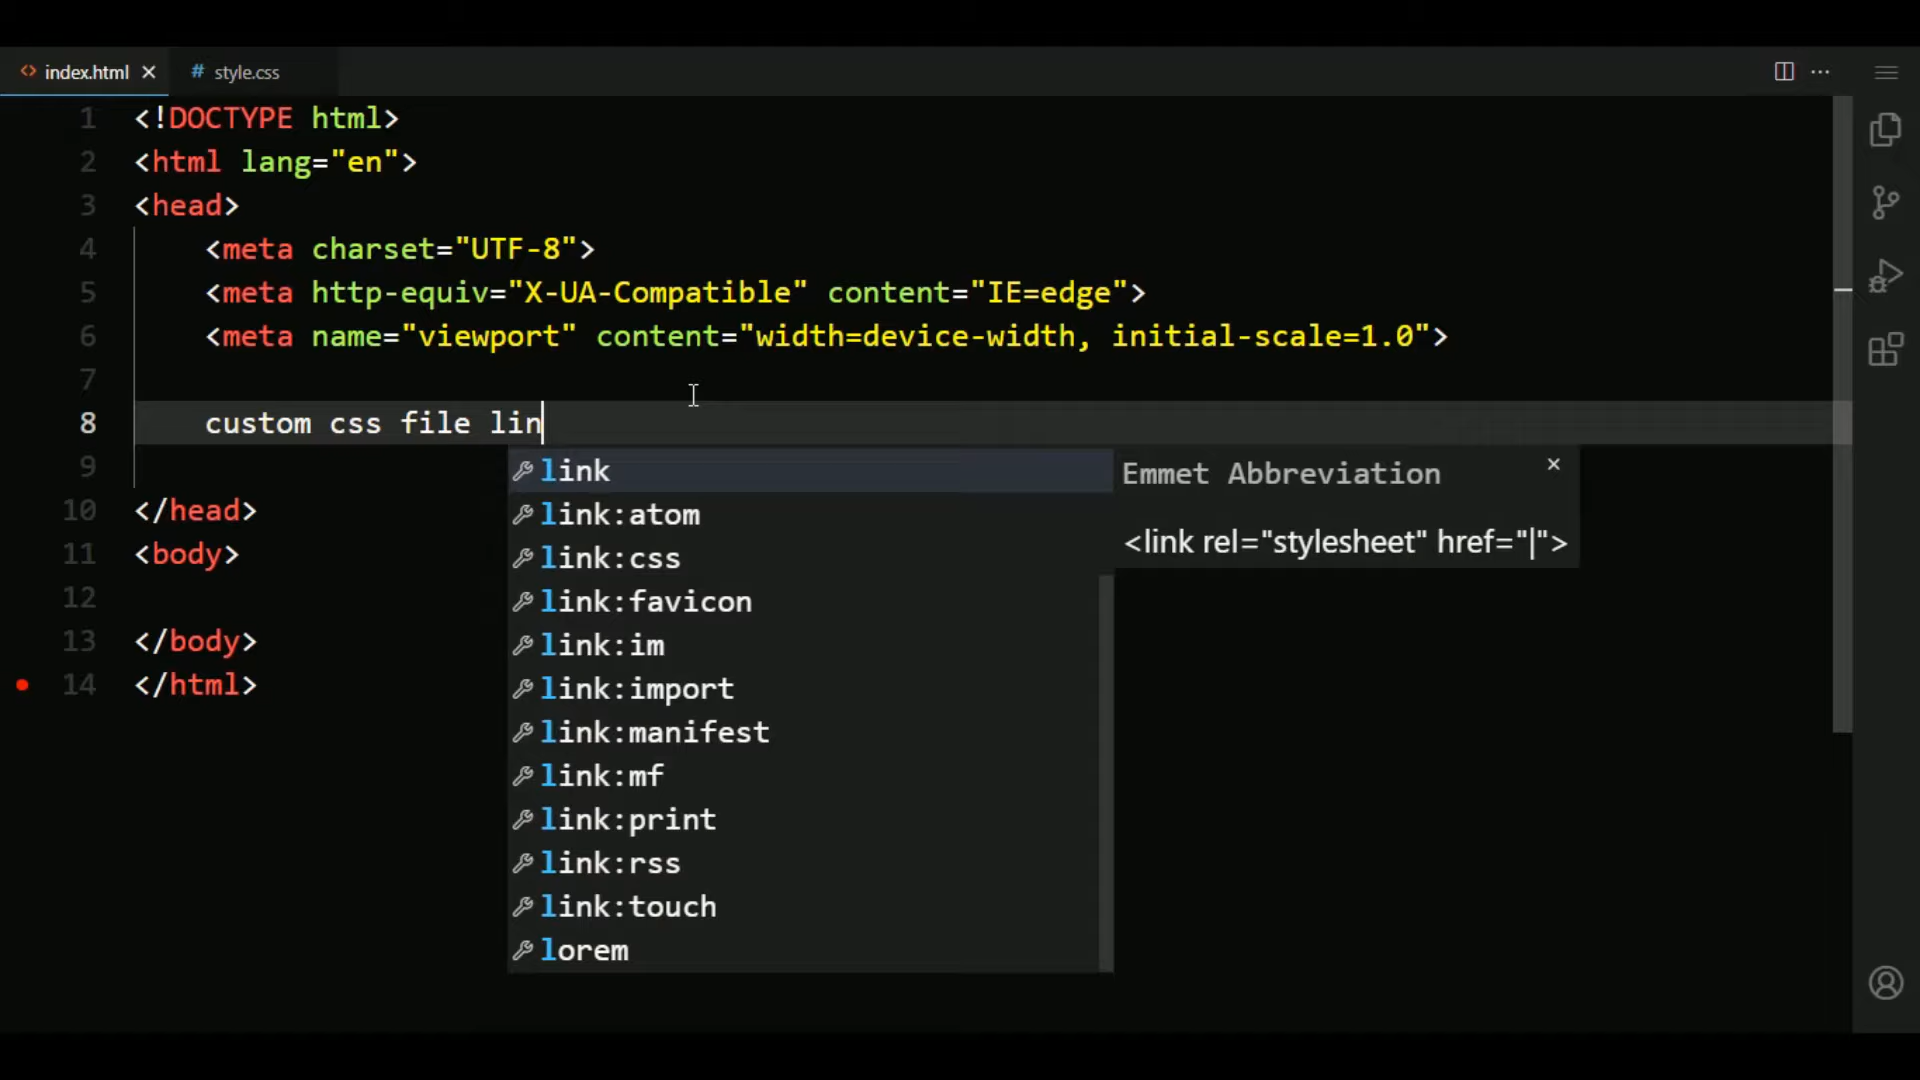 index.html
style.css
1 <!DOCTYPE html>
2 <html lang="en">
3 <head>
4 <meta charset="UTF-8">
5 <meta http-equiv="X-UA-Compatible" content="IE=edge">
6 <meta name="viewport" content="width=device-width, initial-scale=1.0">
7
8 custom css file lin
9
10 </head>
11 <body>
12
13 </body>
14 </html>
link
link:atom
link:css
link:favicon
link:im
link:import
link:manifest
link:mf
link:print
link:rss
link:touch
lorem
Emmet Abbreviation
<link rel="stylesheet" href="|">